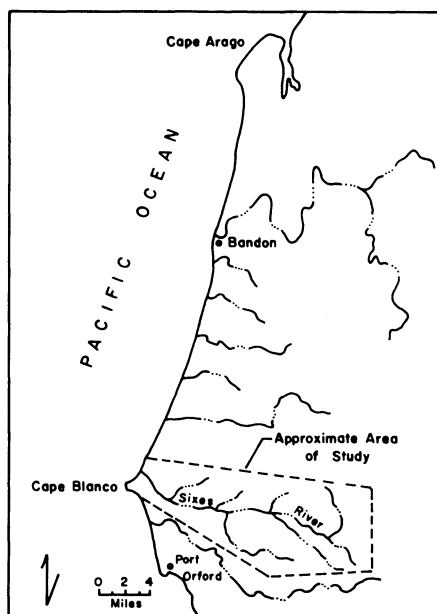 Cape Arago
PACIFIC OCEAN
Bandon
Approximate Area
of Study
Cape Blanco
Sixes
River
Port
Orford
0 2 4
Miles